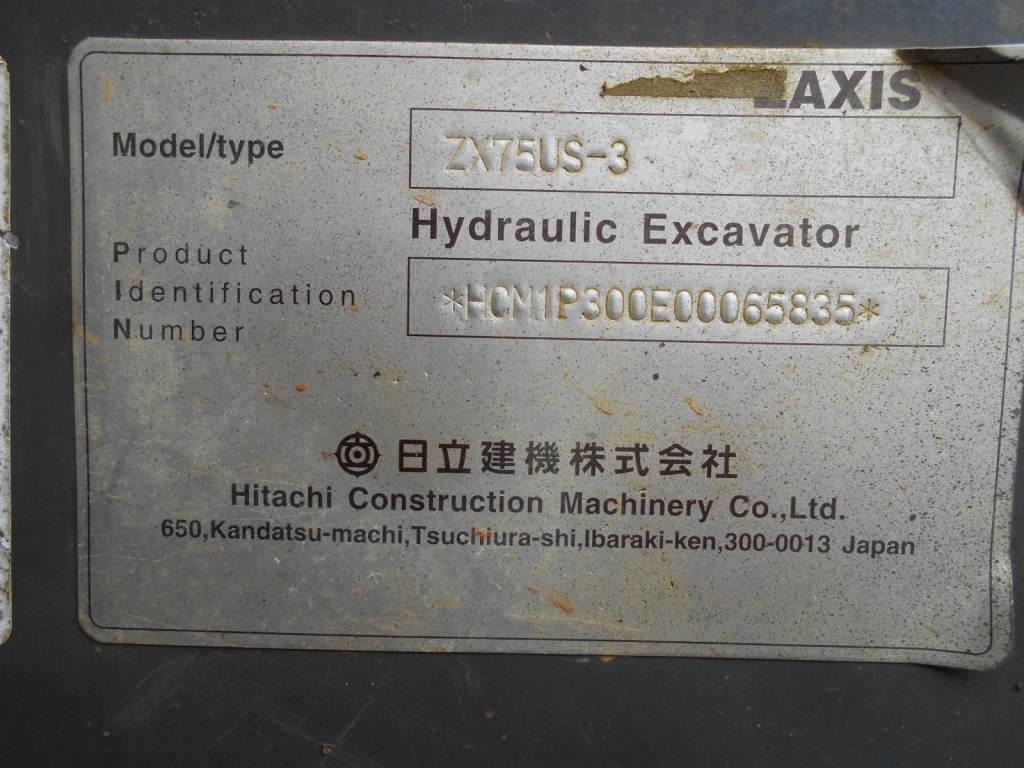 AXIS
Model/type ZX75US-3
Hydraulic Excavator
Product
Identification
Number
*HCM1P300E00065835*
日立建機株式会社
Hitachi Construction Machinery Co.,Ltd.
650,Kandatsu-machi,Tsuchiura-shi,Ibaraki-ken,300-0013 Japan